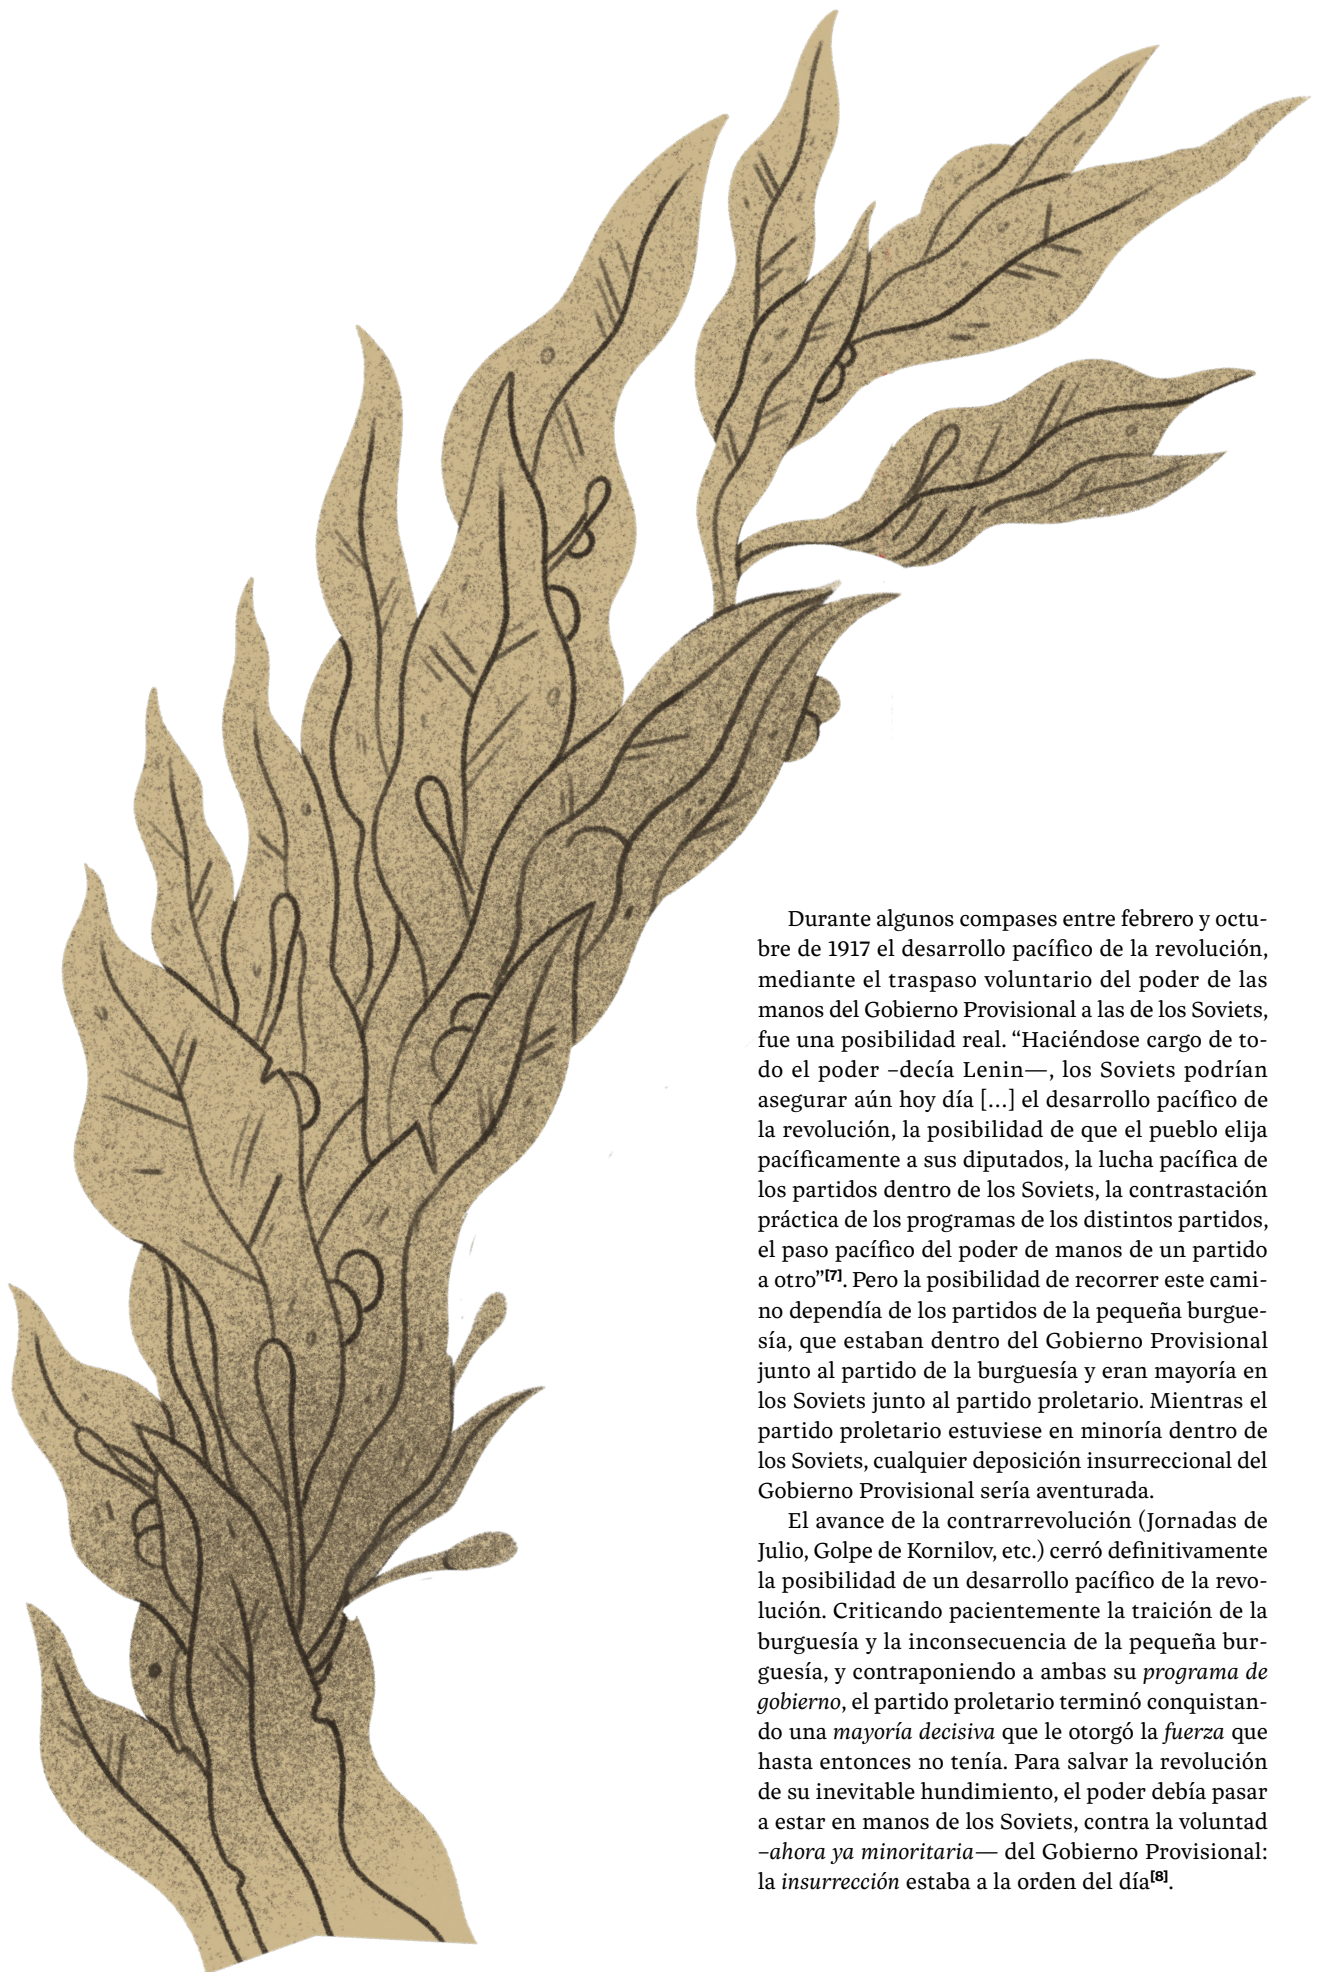 Durante algunos compases entre febrero y octu-
bre de 1917 el desarrollo pacífico de la revolución,
mediante el traspaso voluntario del poder de las
manos del Gobierno Provisional a las de los Soviets,
fue una posibilidad real. “Haciéndose cargo de to-
do el poder –decía Lenin—, los Soviets podrían
asegurar aún hoy día [...] el desarrollo pacífico de
la revolución, la posibilidad de que el pueblo elija
pacíficamente a sus diputados, la lucha pacífica de
los partidos dentro de los Soviets, la contrastación
práctica de los programas de los distintos partidos,
el paso pacífico del poder de manos de un partido
a otro”[7]. Pero la posibilidad de recorrer este cami-
no dependía de los partidos de la pequeña burgue-
sía, que estaban dentro del Gobierno Provisional
junto al partido de la burguesía y eran mayoría en
los Soviets junto al partido proletario. Mientras el
partido proletario estuviese en minoría dentro de
los Soviets, cualquier deposición insurreccional del
Gobierno Provisional sería aventurada.
El avance de la contrarrevolución (Jornadas de
Julio, Golpe de Kornilov, etc.) cerró definitivamente
la posibilidad de un desarrollo pacífico de la revo-
lución. Criticando pacientemente la traición de la
burguesía y la inconsecuencia de la pequeña bur-
guesía, y contraponiendo a ambas su programa de
gobierno, el partido proletario terminó conquistan-
do una mayoría decisiva que le otorgó la fuerza que
hasta entonces no tenía. Para salvar la revolución
de su inevitable hundimiento, el poder debía pasar
a estar en manos de los Soviets, contra la voluntad
–ahora ya minoritaria— del Gobierno Provisional:
la insurrección estaba a la orden del día[8].